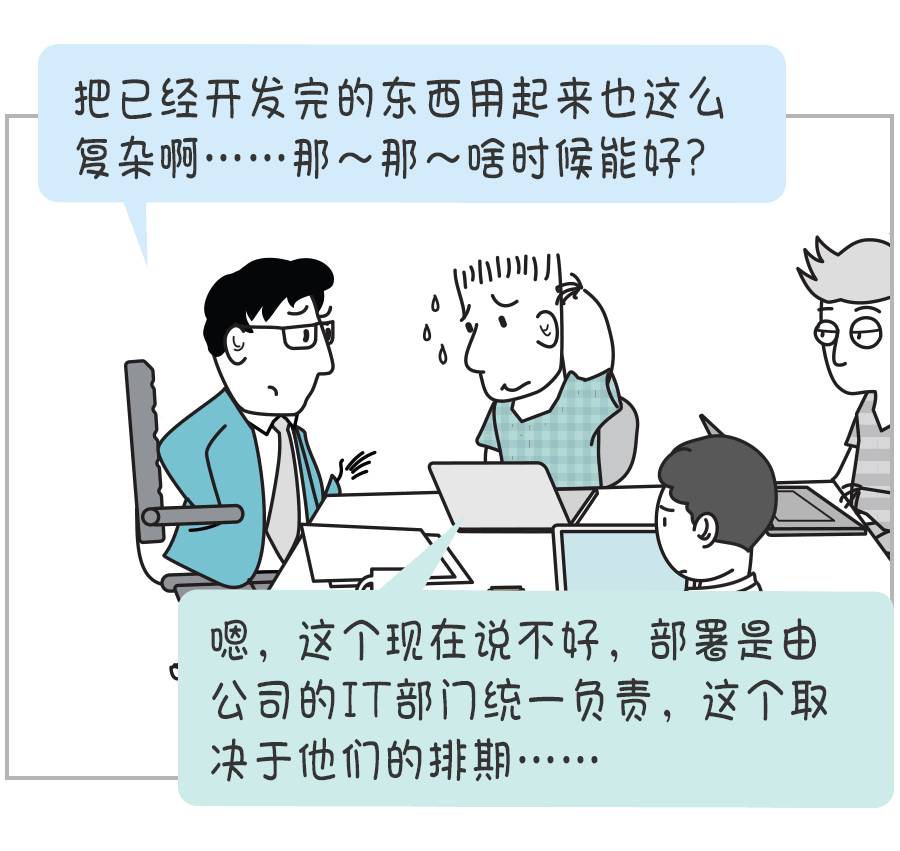 把已经开发完的东西用起来也这么
复杂啊……那～那～啥时候能好？
嗯，这个现在说不好，部署是由
公司的IT部门统一负责，这个取
决于他们的排期……